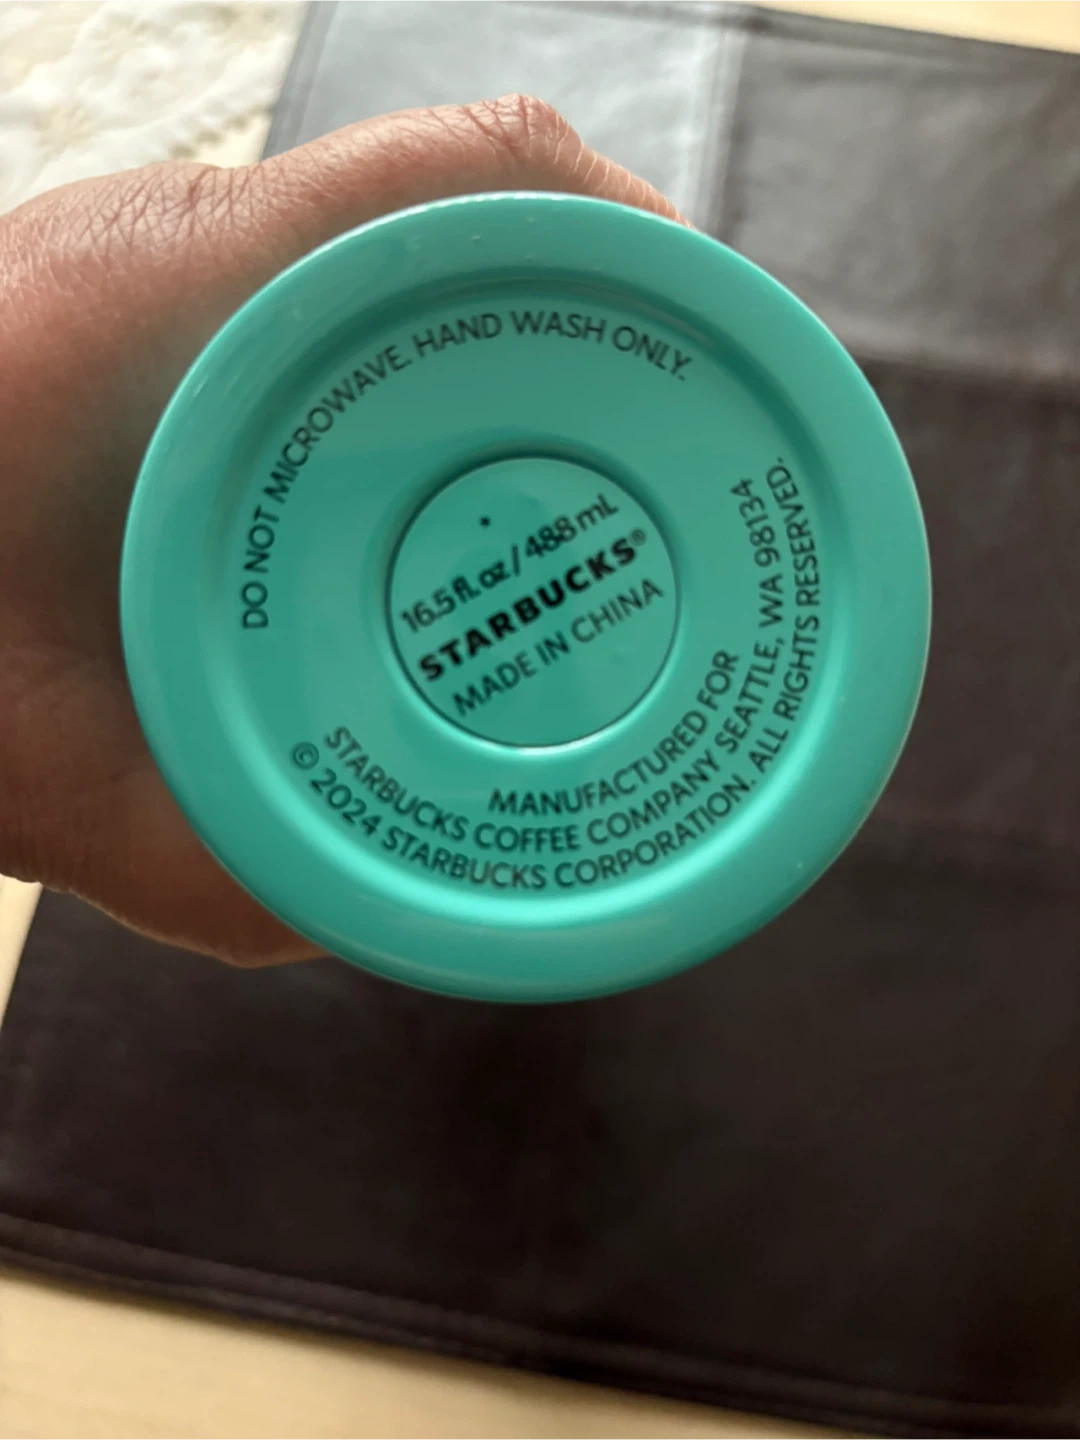 DO NOT MICROWAVE. HAND WASH ONLY.
16.5 fl. oz / 488 mL
STARBUCKS®
MADE IN CHINA
MANUFACTURED FOR
STARBUCKS COFFEE COMPANY SEATTLE, WA 98134
© 2024 STARBUCKS CORPORATION. ALL RIGHTS RESERVED.